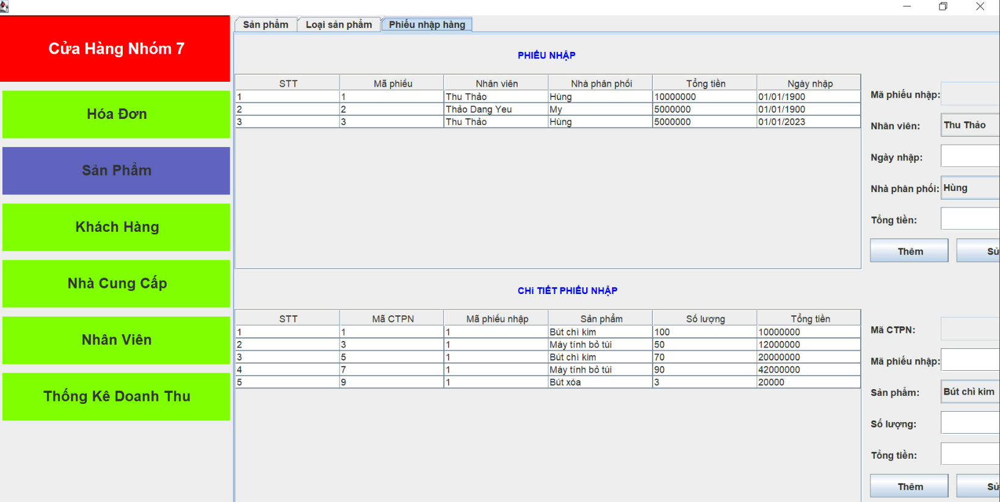 Cửa Hàng Nhóm 7
Hóa Đơn
Sản Phẩm
Khách Hàng
Nhà Cung Cấp
Nhân Viên
Thống Kê Doanh Thu
Sản phẩm Loại sản phẩm Phiếu nhập hàng
PHIẾU NHẬP
STT Mã phiếu Nhân viên Nhà phân phối Tổng tiền Ngày nhập
1 1 Thu Thảo Hùng 10000000 01/01/1900
2 2 Thảo Dang Yeu My 5000000 01/01/1900
3 3 Thu Thảo Hùng 5000000 01/01/2023
Mã phiếu nhập:
Nhân viên: Thu Thảo
Ngày nhập:
Nhà phân phối: Hùng
Tổng tiền:
Thêm Sử
CHi TIẾT PHIẾU NHẬP
STT Mã CTPN Mã phiếu nhập Sản phẩm Số lượng Tổng tiền
1 1 1 Bút chì kim 100 10000000
2 3 1 Máy tính bỏ túi 50 12000000
3 5 1 Bút chì kim 70 20000000
4 7 1 Máy tính bỏ túi 90 42000000
5 9 1 Bút xóa 3 20000
Mã CTPN:
Mã phiếu nhập:
Sản phẩm: Bút chì kim
Số lượng:
Tổng tiền:
Thêm Sử